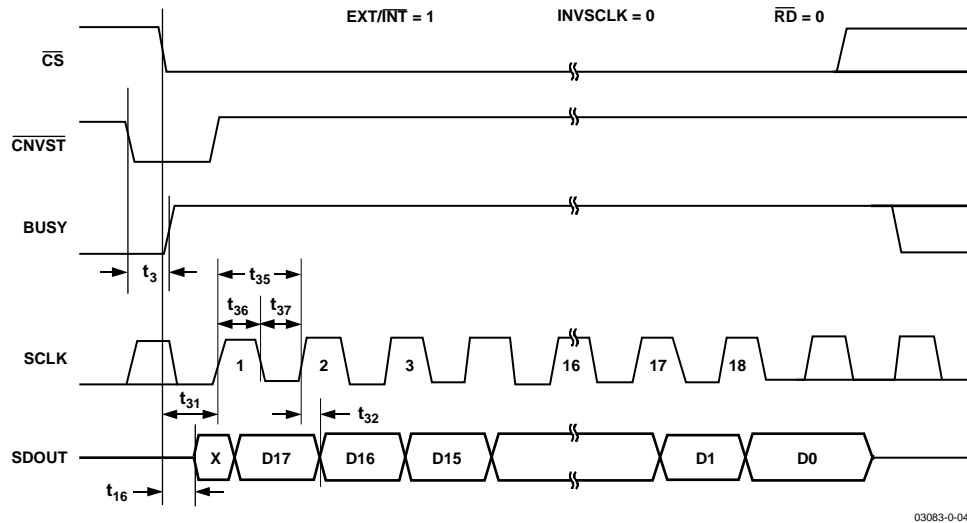 EXT/INT = 1 INVSCLK = 0 RD = 0
CS
CNVST
BUSY
t3
t35
t36 t37
SCLK 1 2 3 16 17 18
t31
t32
SDOUT X D17 D16 D15 D1 D0
t16
03083-0-04